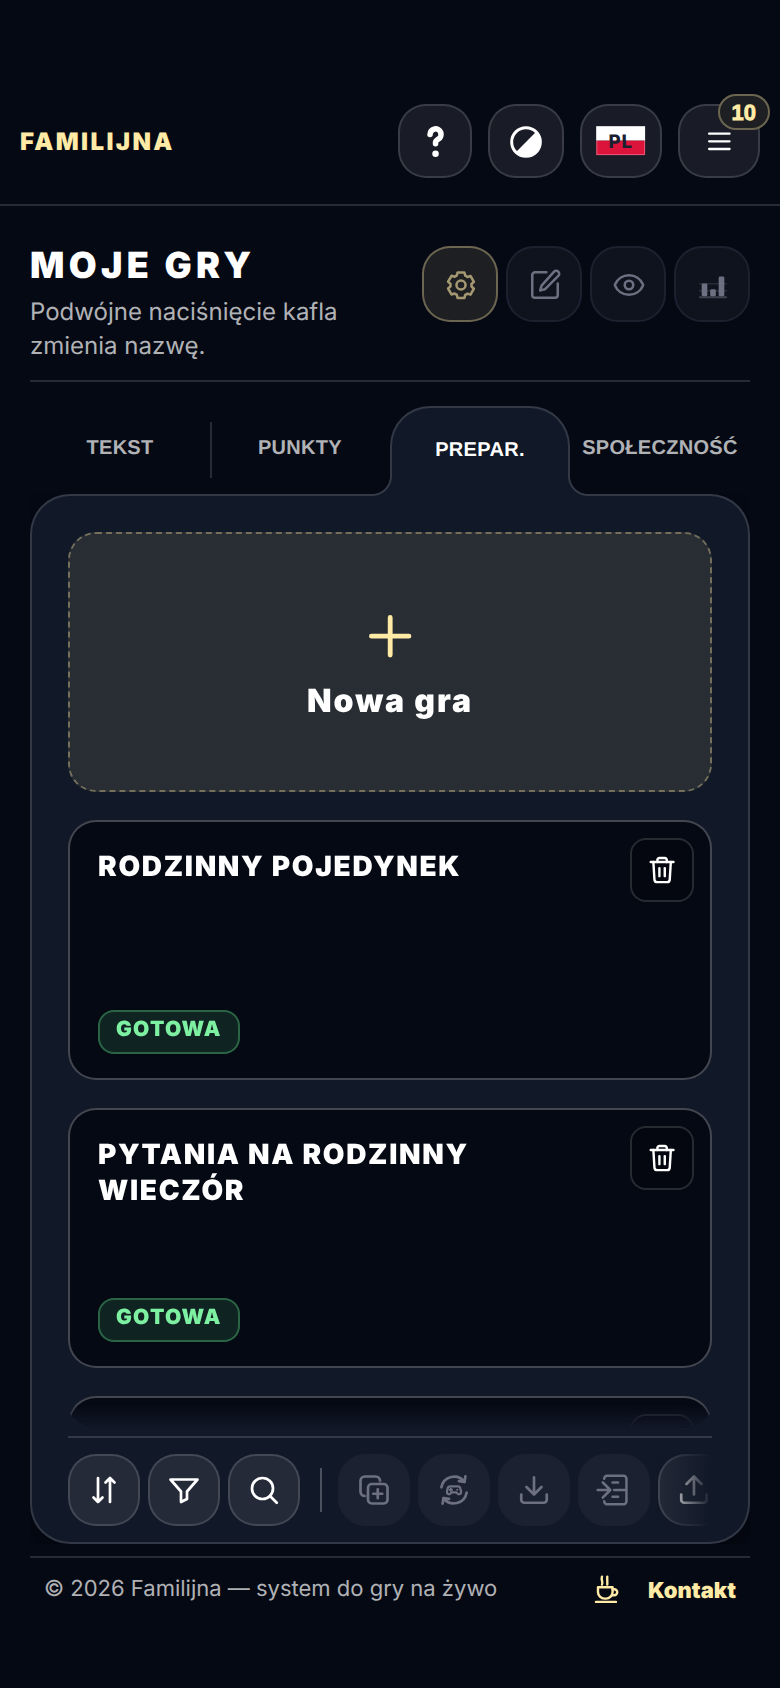 FAMILIJNA
?
PL
10
MOJE GRY
Podwójne naciśnięcie kafla
zmienia nazwę.
TEKST
PUNKTY
PREPAR.
SPOŁECZNOŚĆ
Nowa gra
RODZINNY POJEDYNEK
GOTOWA
PYTANIA NA RODZINNY
WIECZÓR
GOTOWA
© 2026 Familijna — system do gry na żywo
Kontakt